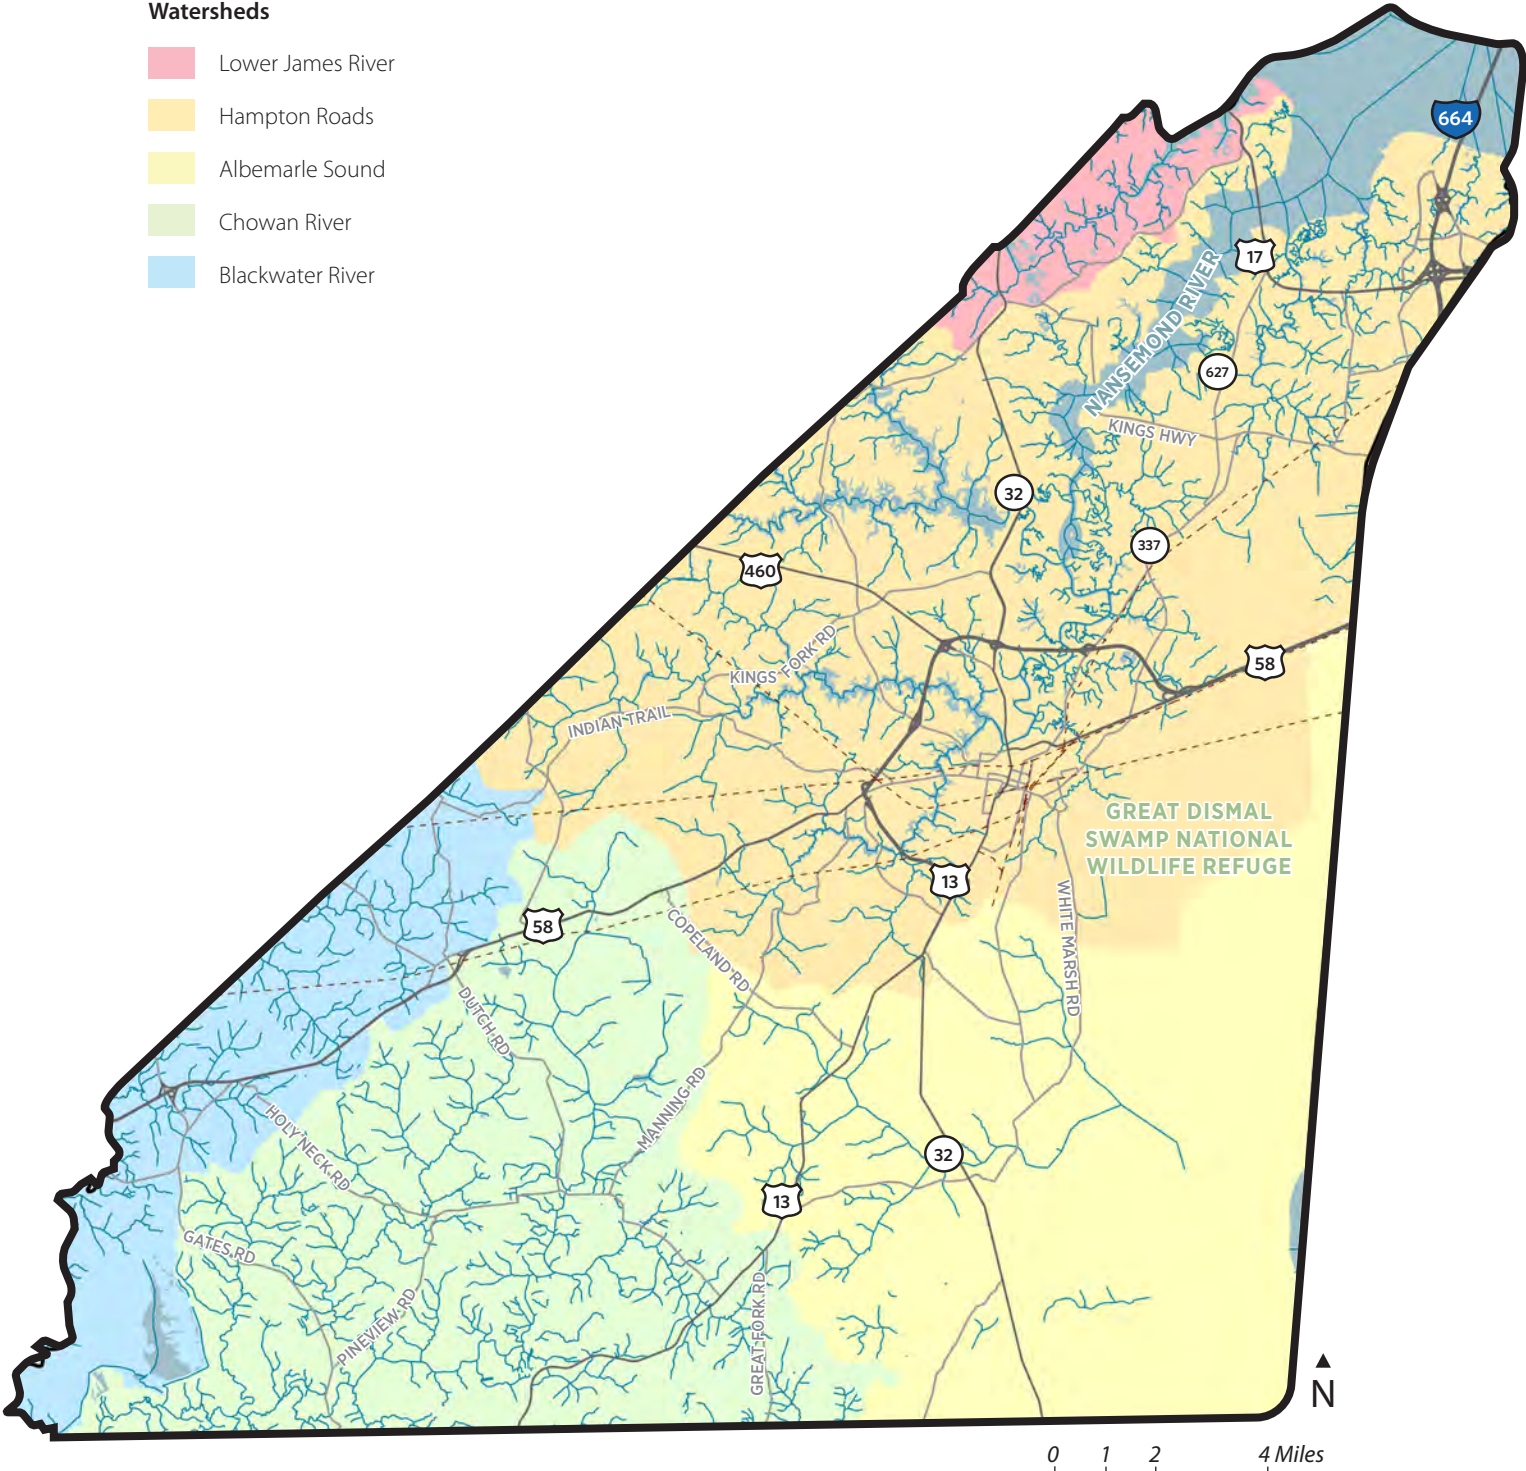 Watersheds
Lower James River
Hampton Roads
Albemarle Sound
Chowan River
Blackwater River
664
17
NANSEMOND RIVER
627
KINGS HWY
32
337
460
KINGS FORK RD
58
INDIAN TRAIL
GREAT DISMAL
SWAMP NATIONAL
WILDLIFE REFUGE
13
58
COPELAND RD
WHITE MARSH RD
DUTCH RD
MANNING RD
HOLY NECK RD
32
13
GATES RD
PINEVIEW RD
GREAT FORK RD
N
0 1 2 4 Miles